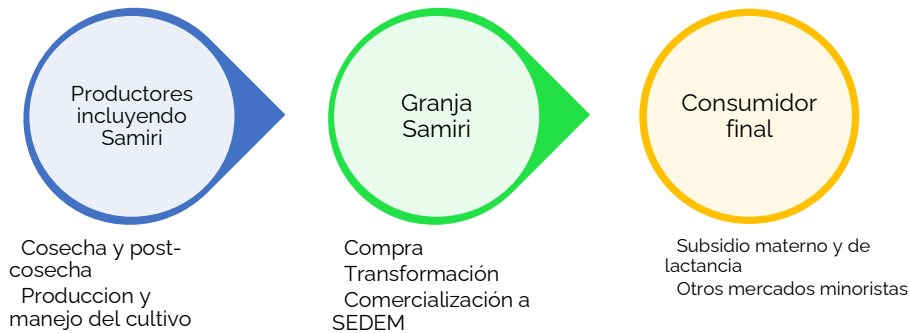 Productores
incluyendo
Samiri
Granja
Samiri
Consumidor
final
Cosecha y post-
cosecha
Produccion y
manejo del cultivo
Compra
Transformación
Comercialización a
SEDEM
Subsidio materno y de
lactancia
Otros mercados minoristas